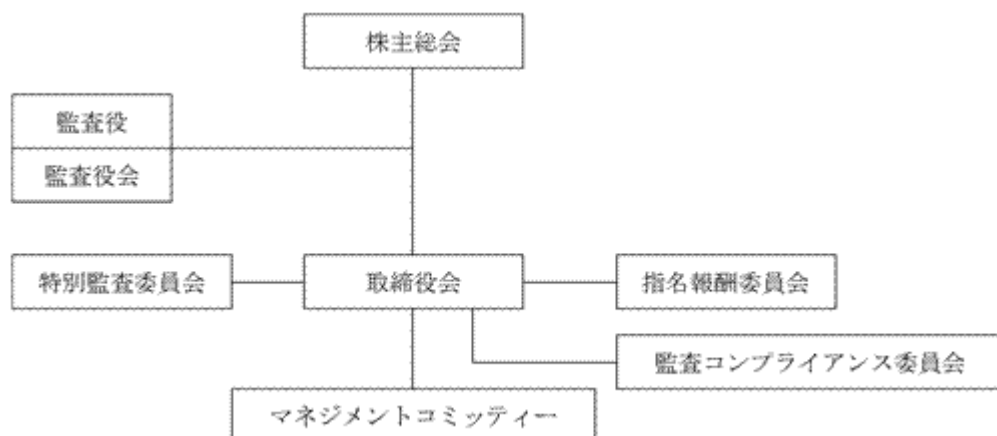 株主総会
監査役
監査役会
特別監査委員会
取締役会
指名報酬委員会
監査コンプライアンス委員会
マネジメントコミッティー